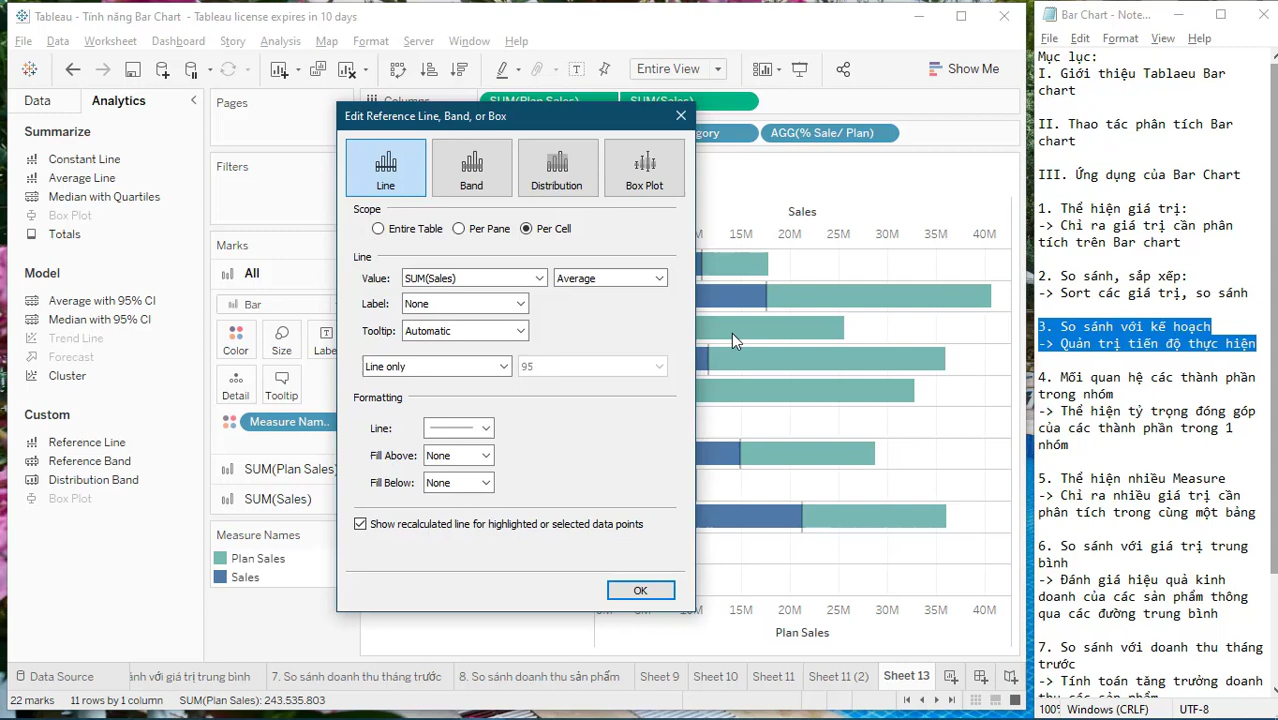 Tableau - Tính năng Bar Chart - Tableau license expires in 10 days
File Data Worksheet Dashboard Story Analysis Map Format Server Window Help
Entire View
Show Me
Data Analytics
Summarize
Constant Line
Average Line
Median with Quartiles
Box Plot
Totals
Model
Average with 95% CI
Median with 95% CI
Trend Line
Forecast
Cluster
Custom
Reference Line
Reference Band
Distribution Band
Box Plot
Pages
Filters
Marks
All
Bar
Color Size Labe
Detail Tooltip
Measure Nam..
SUM(Plan Sales)
SUM(Sales)
Measure Names
Plan Sales
Sales
Columns SUM(Plan Sales) SUM(Sales)
AGG(% Sale/ Plan)
Edit Reference Line, Band, or Box
Line Band Distribution Box Plot
Scope
Entire Table Per Pane Per Cell
Line
Value: SUM(Sales) Average
Label: None
Tooltip: Automatic
Line only 95
Formatting
Line:
Fill Above: None
Fill Below: None
Show recalculated line for highlighted or selected data points
OK
Sales
15M 20M 25M 30M 35M 40M
15M 20M 25M 30M 35M 40M
Plan Sales
Data Source ánh với giá trị trung bình 7. So sánh doanh thu tháng trước 8. So sánh doanh thu sản phẩm Sheet 9 Sheet 10 Sheet 11 Sheet 11 (2) Sheet 13
22 marks 11 rows by 1 column SUM(Plan Sales): 243,535,803
Bar Chart - Note...
File Edit Format View Help
Mục lục:
I. Giới thiệu Tablaeu Bar
chart
II. Thao tác phân tích Bar
chart
III. Ứng dụng của Bar Chart
1. Thể hiện giá trị:
-> Chỉ ra giá trị cần phân
tích trên Bar chart
2. So sánh, sắp xếp:
-> Sort các giá trị, so sánh
3. So sánh với kế hoạch
-> Quản trị tiến độ thực hiện
4. Mối quan hệ các thành phần
trong nhóm
-> Thể hiện tỷ trọng đóng góp
của các thành phần trong 1
nhóm
5. Thể hiện nhiều Measure
-> Chỉ ra nhiều giá trị cần
phân tích trong cùng một bảng
6. So sánh với giá trị trung
bình
-> Đánh giá hiệu quả kinh
doanh của các sản phẩm thông
qua các đường trung bình
7. So sánh với doanh thu tháng
trước
-> Tính toán tăng trưởng doanh
thu các sản phẩm
100% Windows (CRLF) UTF-8